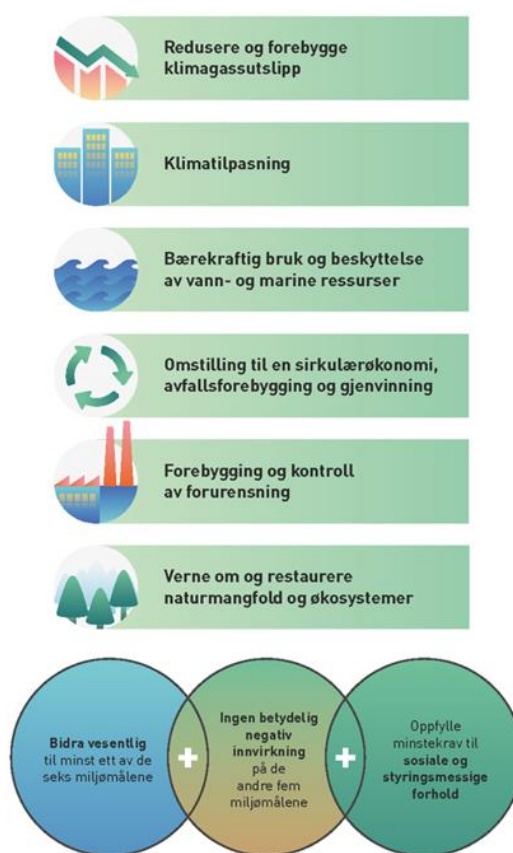 Redusere og forebygge
klimagassutslipp
Klimatilpasning
Bærekraftig bruk og beskyttelse
av vann- og marine ressurser
Omstilling til en sirkulærøkonomi,
avfallsforebygging og gjenvinning
Forebygging og kontroll
av forurensning
Verne om og restaurere
naturmangfold og økosystemer
Bidra vesentlig
til minst ett av de
seks miljømålene
+
Ingen betydelig
negativ
innvirkning
på de
andre fem
miljømålene
+
Oppfylle
minstekrav til
sosiale og
styringsmessige
forhold